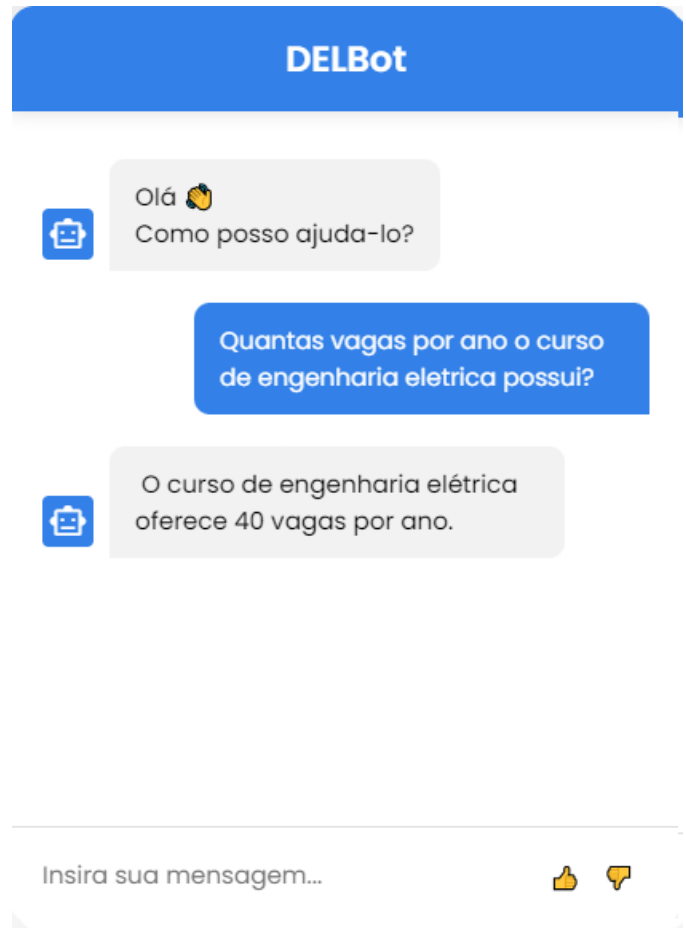 DELBot
Olá 👏
Como posso ajuda-lo?
Quantas vagas por ano o curso
de engenharia eletrica possui?
O curso de engenharia elétrica
oferece 40 vagas por ano.
Insira sua mensagem... 👍 👎